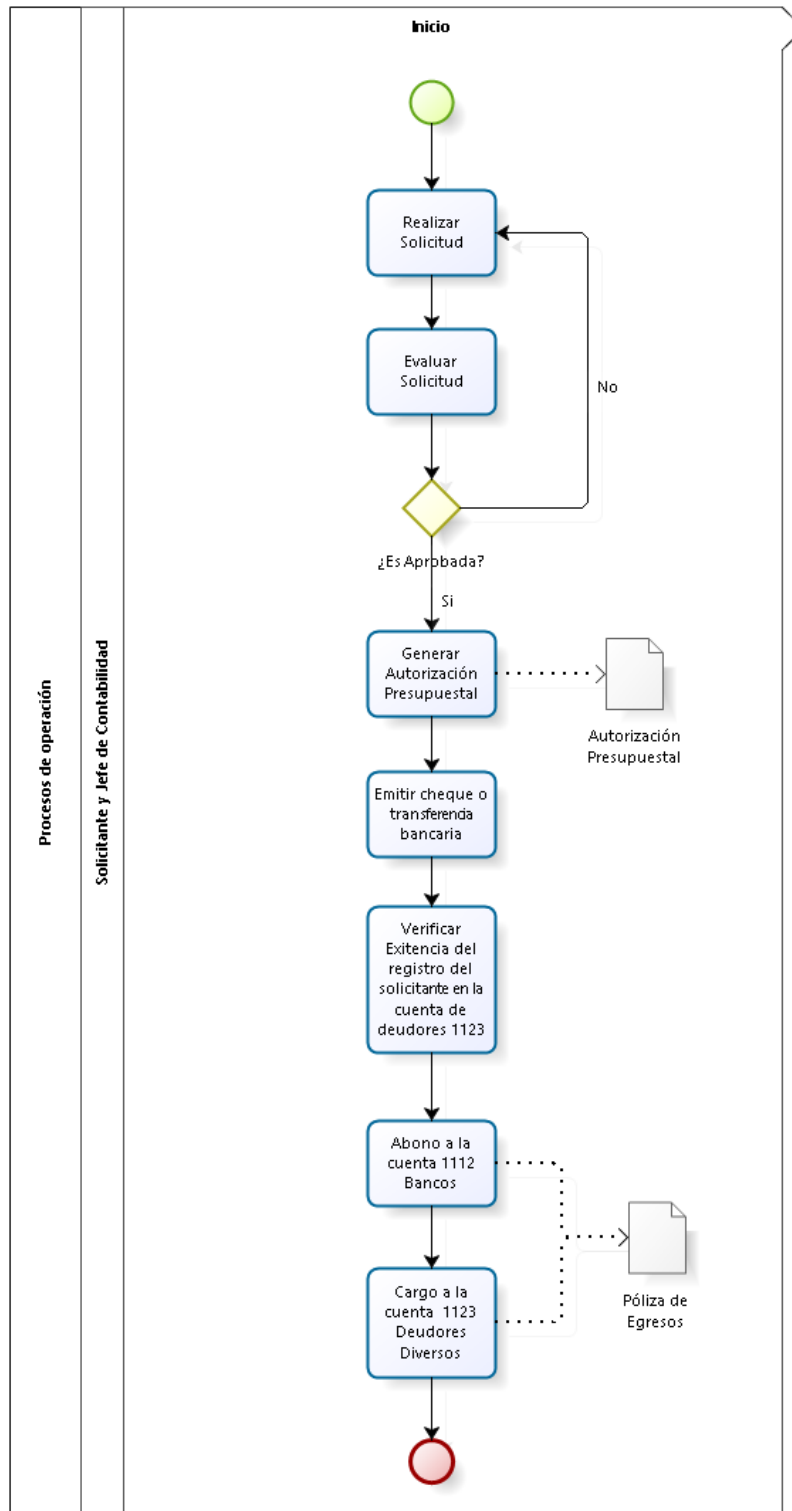 Inicio
Procesos de operación
Solicitante y Jefe de Contabilidad
Realizar
Solicitud
Evaluar
Solicitud
No
¿Es Aprobada?
Si
Generar
Autorización
Presupuestal
Autorización
Presupuestal
Emitir cheque o
transferencia
bancaria
Verificar
Exitencia del
registro del
solicitante en la
cuenta de
deudores 1123
Abono a la
cuenta 1112
Bancos
Cargo a la
cuenta 1123
Deudores
Diversos
Póliza de
Egresos